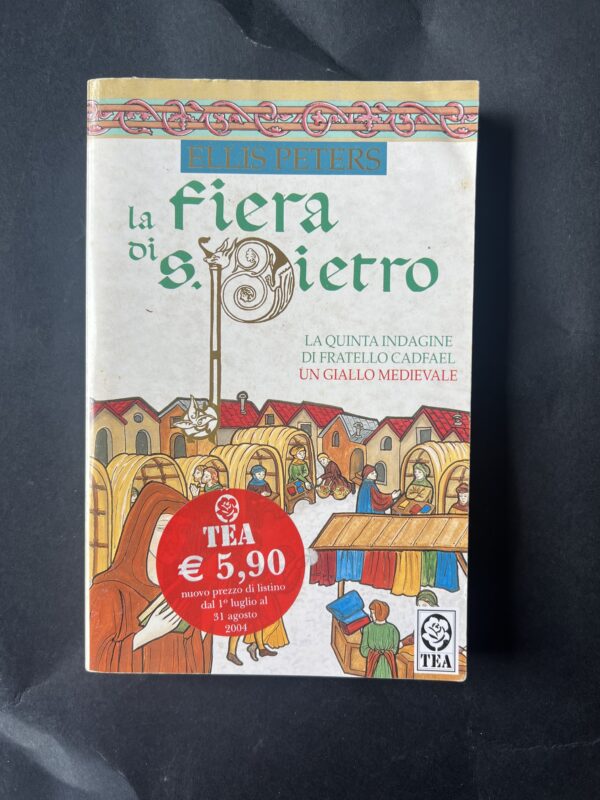 ELLIS PETERS
la fiera
di s. Pietro
LA QUINTA INDAGINE
DI FRATELLO CADFAEL
UN GIALLO MEDIEVALE
TEA
€ 5,90
nuovo prezzo di listino
dal 1° luglio al
31 agosto
2004
TEA